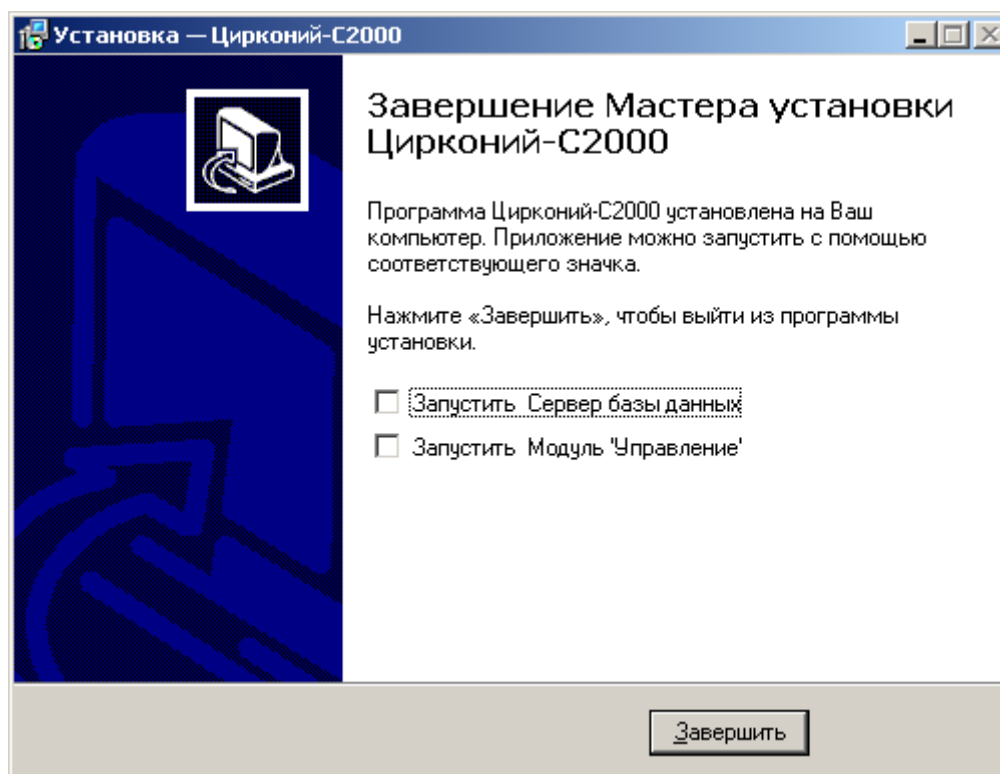 Установка — Цирконий-С2000
Завершение Мастера установки
Цирконий-С2000
Программа Цирконий-С2000 установлена на Ваш
компьютер. Приложение можно запустить с помощью
соответствующего значка.
Нажмите «Завершить», чтобы выйти из программы
установки.
Запустить Сервер базы данных
Запустить Модуль 'Управление'
Завершить